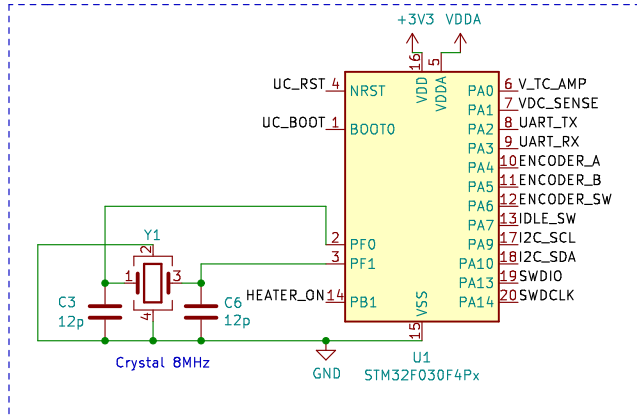 +3V3 VDDA
16 5
VDD VDDA
UC_RST 4 NRST
UC_BOOT 1 BOOT0
2 PF0
3 PF1
HEATER_ON 14 PB1
PA0 6 V_TC_AMP
PA1 7 VDC_SENSE
PA2 8 UART_TX
PA3 9 UART_RX
PA4 10 ENCODER_A
PA5 11 ENCODER_B
PA6 12 ENCODER_SW
PA7 13 IDLE_SW
PA9 17 I2C_SCL
PA10 18 I2C_SDA
PA13 19 SWDIO
PA14 20 SWDCLK
VSS
15
Y1
2
1 3
4
C3
12p
C6
12p
Crystal 8MHz
GND
U1
STM32F030F4Px